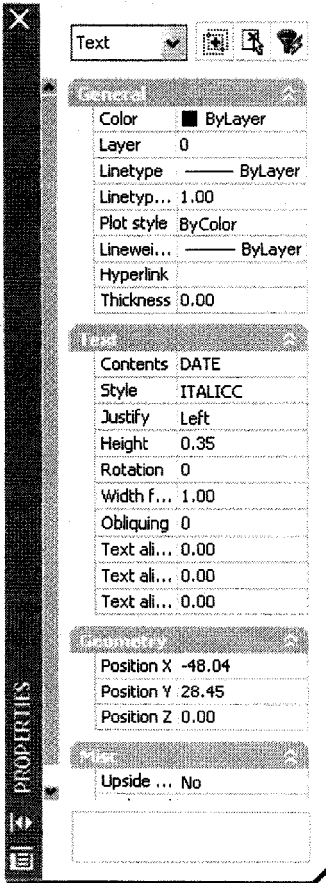 Text
General
Color ByLayer
Layer 0
Linetype ByLayer
Linetyp... 1.00
Plot style ByColor
Linewei... ByLayer
Hyperlink
Thickness 0.00
Text
Contents DATE
Style ITALICC
Justify Left
Height 0.35
Rotation 0
Width f... 1.00
Obliquing 0
Text ali... 0.00
Text ali... 0.00
Text ali... 0.00
Geometry
Position X -48.04
Position Y 28.45
Position Z 0.00
Misc
Upside ... No
PROPERTIES